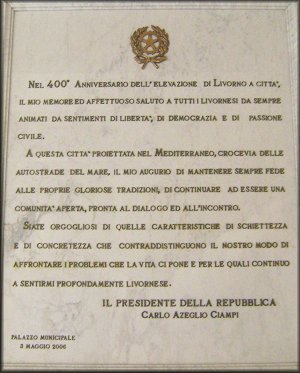 NEL 400° ANNIVERSARIO DELL'ELEVAZIONE DI LIVORNO A CITTA',
IL MIO MEMORE ED AFFETTUOSO SALUTO A TUTTI I LIVORNESI DA SEMPRE
ANIMATI DA SENTIMENTI DI LIBERTA', DI DEMOCRAZIA E DI PASSIONE
CIVILE.
A QUESTA CITTA' PROIETTATA NEL MEDITERRANEO, CROCEVIA DELLE
AUTOSTRADE DEL MARE, IL MIO AUGURIO DI MANTENERE SEMPRE FEDE
ALLE PROPRIE GLORIOSE TRADIZIONI, DI CONTINUARE AD ESSERE UNA
COMUNITA' APERTA, PRONTA AL DIALOGO ED ALL'INCONTRO.
SIATE ORGOGLIOSI DI QUELLE CARATTERISTICHE DI SCHIETTEZZA
E DI CONCRETEZZA CHE CONTRADDISTINGUONO IL NOSTRO MODO DI
AFFRONTARE I PROBLEMI CHE LA VITA CI PONE E PER LE QUALI CONTINUO
A SENTIRMI PROFONDAMENTE LIVORNESE.
IL PRESIDENTE DELLA REPUBBLICA
CARLO AZEGLIO CIAMPI
PALAZZO MUNICIPALE
3 MAGGIO 2006